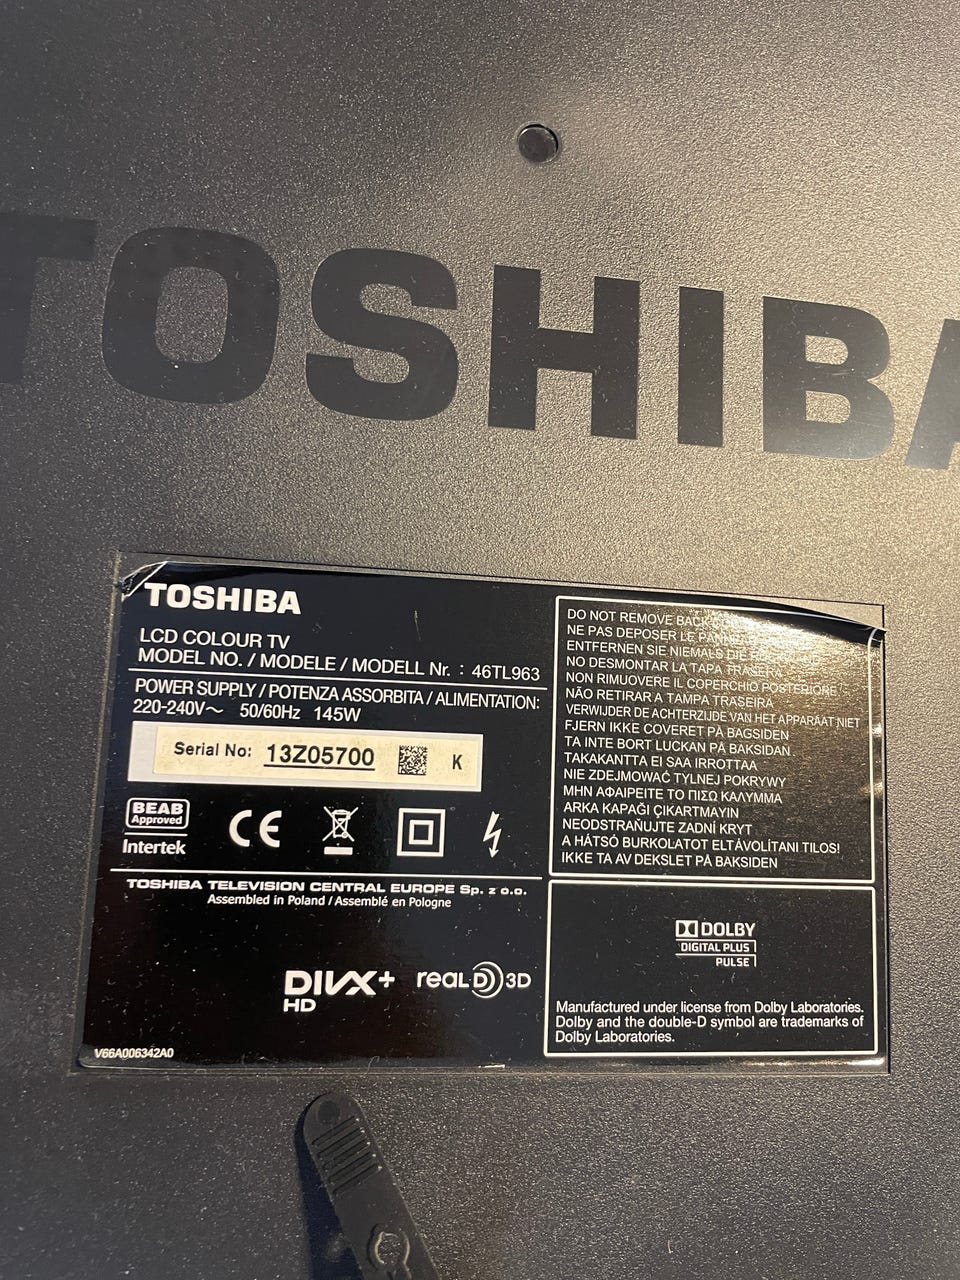 TOSHIBA
TOSHIBA
LCD COLOUR TV
MODEL NO. / MODELE / MODELL Nr. : 46TL963
POWER SUPPLY / POTENZA ASSORBITA / ALIMENTATION:
220-240V~ 50/60Hz 145W
Serial No: 13Z05700 K
BEAB
Approved
Intertek
CE
TOSHIBA TELEVISION CENTRAL EUROPE Sp. z o.o.
Assembled in Poland / Assemblé en Pologne
DIVX+
HD
REAL D 3D
V66A006342A0
DO NOT REMOVE BACK
NE PAS DEPOSER LE
ENTFERNEN SIE NIEMALS DIE
NO DESMONTAR LA TAPA TRASERA
NON RIMUOVERE IL COPERCHIO POSTERIORE
NÃO RETIRAR A TAMPA TRASEIRA
VERWIJDER DE ACHTERZIJDE VAN HET APPARAAT NIET
FJERN IKKE COVERET PÅ BAGSIDEN
TA INTE BORT LUCKAN PÅ BAKSIDAN
TAKAKANTTA EI SAA IRROTTAA
NIE ZDEJMOWAĆ TYLNEJ POKRYWY
ΜΗΝ ΑΦΑΙΡΕΙΤΕ ΤΟ ΠΙΣΩ ΚΑΛΥΜΜΑ
ARKA KAPAĞI ÇIKARTMAYIN
NEODSTRAŇUJTE ZADNÍ KRYT
A HÁTSÓ BURKOLATOT ELTÁVOLÍTANI TILOS!
IKKE TA AV DEKSLET PÅ BAKSIDEN
DOLBY
DIGITAL PLUS
PULSE
Manufactured under license from Dolby Laboratories.
Dolby and the double-D symbol are trademarks of
Dolby Laboratories.